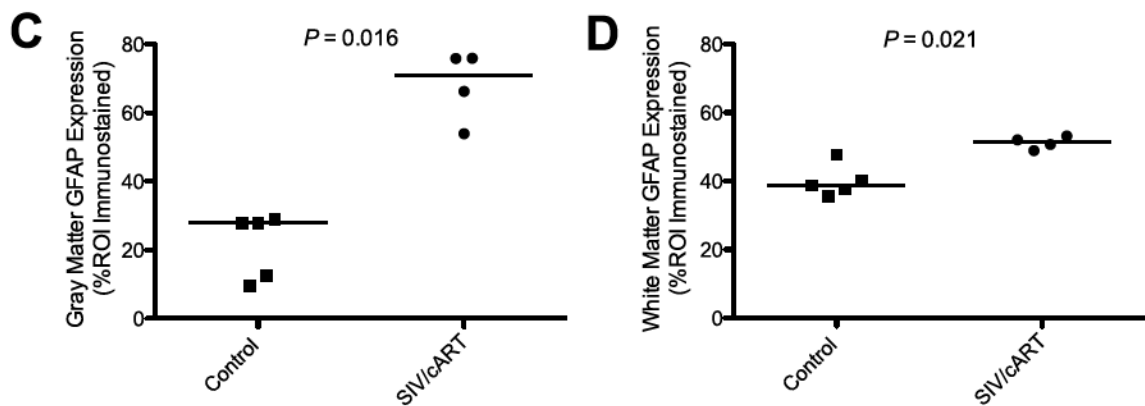 C
P = 0.016
Gray Matter GFAP Expression
(%ROI Immunostained)
80
60
40
20
0
Control
SIV/cART
D
P = 0.021
White Matter GFAP Expression
(%ROI Immunostained)
80
60
40
20
0
Control
SIV/cART